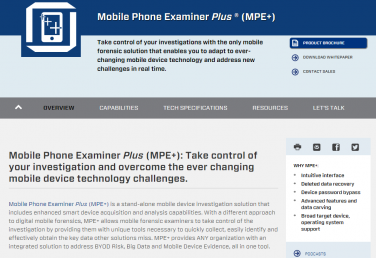 Mobile Phone Examiner Plus ® (MPE+)
Take control of your investigations with the only mobile
forensic solution that enables you to adapt to ever-
changing mobile device technology and address new
challenges in real time.
PRODUCT BROCHURE
DOWNLOAD WHITEPAPER
CONTACT SALES
OVERVIEW
CAPABILITIES
TECH SPECIFICATIONS
RESOURCES
LET'S TALK
Mobile Phone Examiner Plus (MPE+): Take control of
your investigation and overcome the ever changing
mobile device technology challenges.
Mobile Phone Examiner Plus (MPE+) is a stand-alone mobile device investigation solution that
includes enhanced smart device acquisition and analysis capabilities. With a different approach
to digital mobile forensics, MPE+ allows mobile forensic examiners to take control of the
investigation by providing them with unique tools necessary to quickly collect, easily identify and
effectively obtain the key data other solutions miss. MPE+ provides ANY organization with an
integrated solution to address BYOD Risk, Big Data and Mobile Device Evidence, all in one tool.
WHY MPE+:
Intuitive interface
Deleted data recovery
Device password bypass
Advanced features and
data carving
Broad target device,
operating system
support
PODCASTS